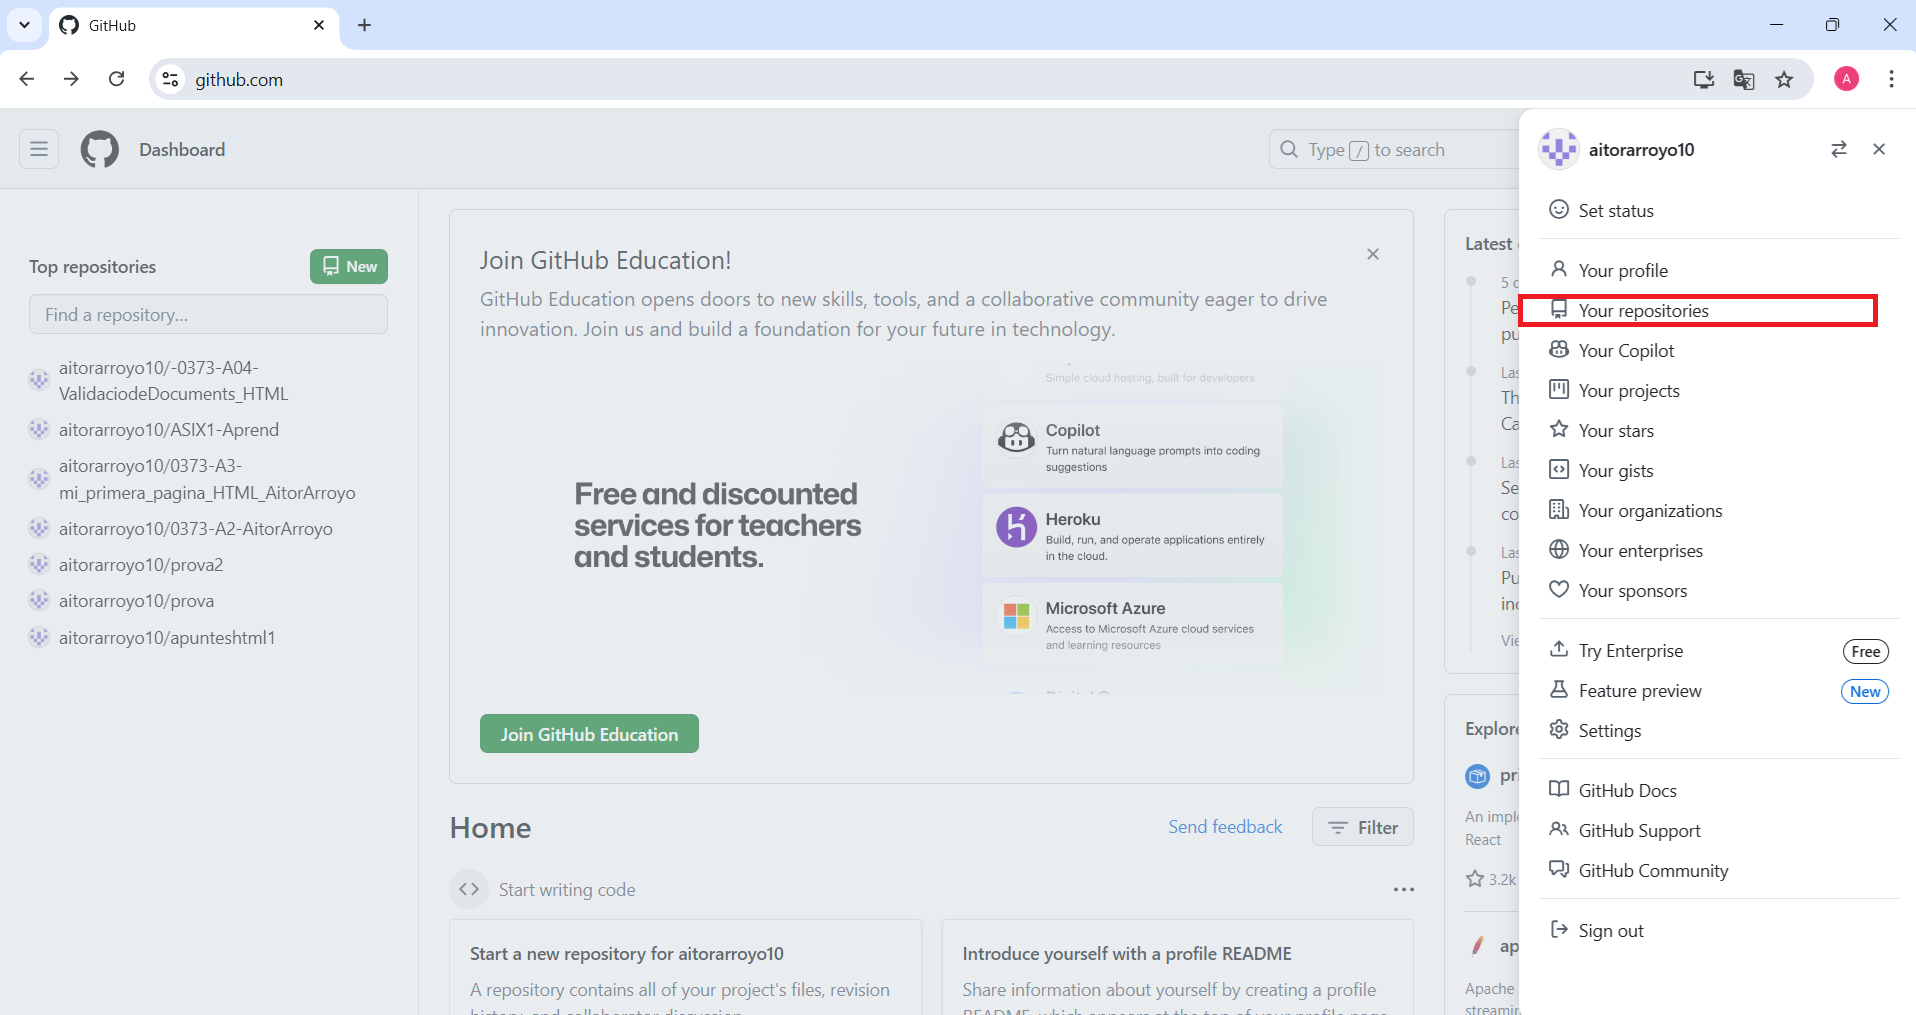 GitHub
github.com
A
Dashboard
Type / to search
Top repositories
New
Find a repository...
aitorarroyo10/-0373-A04-
ValidaciodeDocuments_HTML
aitorarroyo10/ASIX1-Aprend
aitorarroyo10/0373-A3-
mi_primera_pagina_HTML_AitorArroyo
aitorarroyo10/0373-A2-AitorArroyo
aitorarroyo10/prova2
aitorarroyo10/prova
aitorarroyo10/apunteshtml1
Join GitHub Education!
GitHub Education opens doors to new skills, tools, and a collaborative community eager to drive
innovation. Join us and build a foundation for your future in technology.
Free and discounted
services for teachers
and students.
Simple cloud hosting, built for developers
Copilot
Turn natural language prompts into coding
suggestions
Heroku
Build, run, and operate applications entirely
in the cloud.
Microsoft Azure
Access to Microsoft Azure cloud services
and learning resources
Join GitHub Education
Home
Send feedback
Filter
Start writing code
Start a new repository for aitorarroyo10
A repository contains all of your project's files, revision
Introduce yourself with a profile README
Share information about yourself by creating a profile
Latest
5 d
Pe
pu
Las
Th
Ca
Las
Se
co
Las
Pu
inc
Vie
Explore
pri
An imple
React
3.2k
ap
Apache
streamin
aitorarroyo10
Set status
Your profile
Your repositories
Your Copilot
Your projects
Your stars
Your gists
Your organizations
Your enterprises
Your sponsors
Try Enterprise
Free
Feature preview
New
Settings
GitHub Docs
GitHub Support
GitHub Community
Sign out